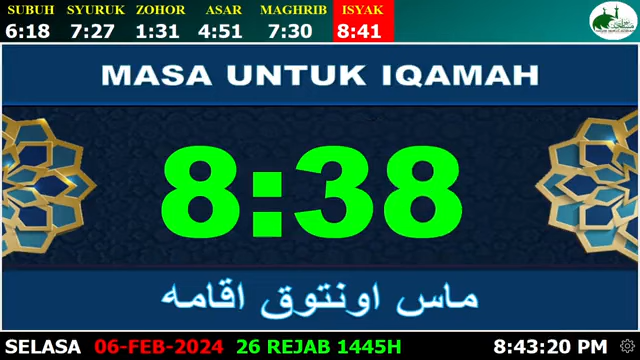 SUBUH SYURUK ZOHOR ASAR MAGHRIB ISYAK
6:18 7:27 1:31 4:51 7:30 8:41
MASA UNTUK IQAMAH
8:38
ماس اونتوق اقامه
SELASA 06-FEB-2024 26 REJAB 1445H 8:43:20 PM